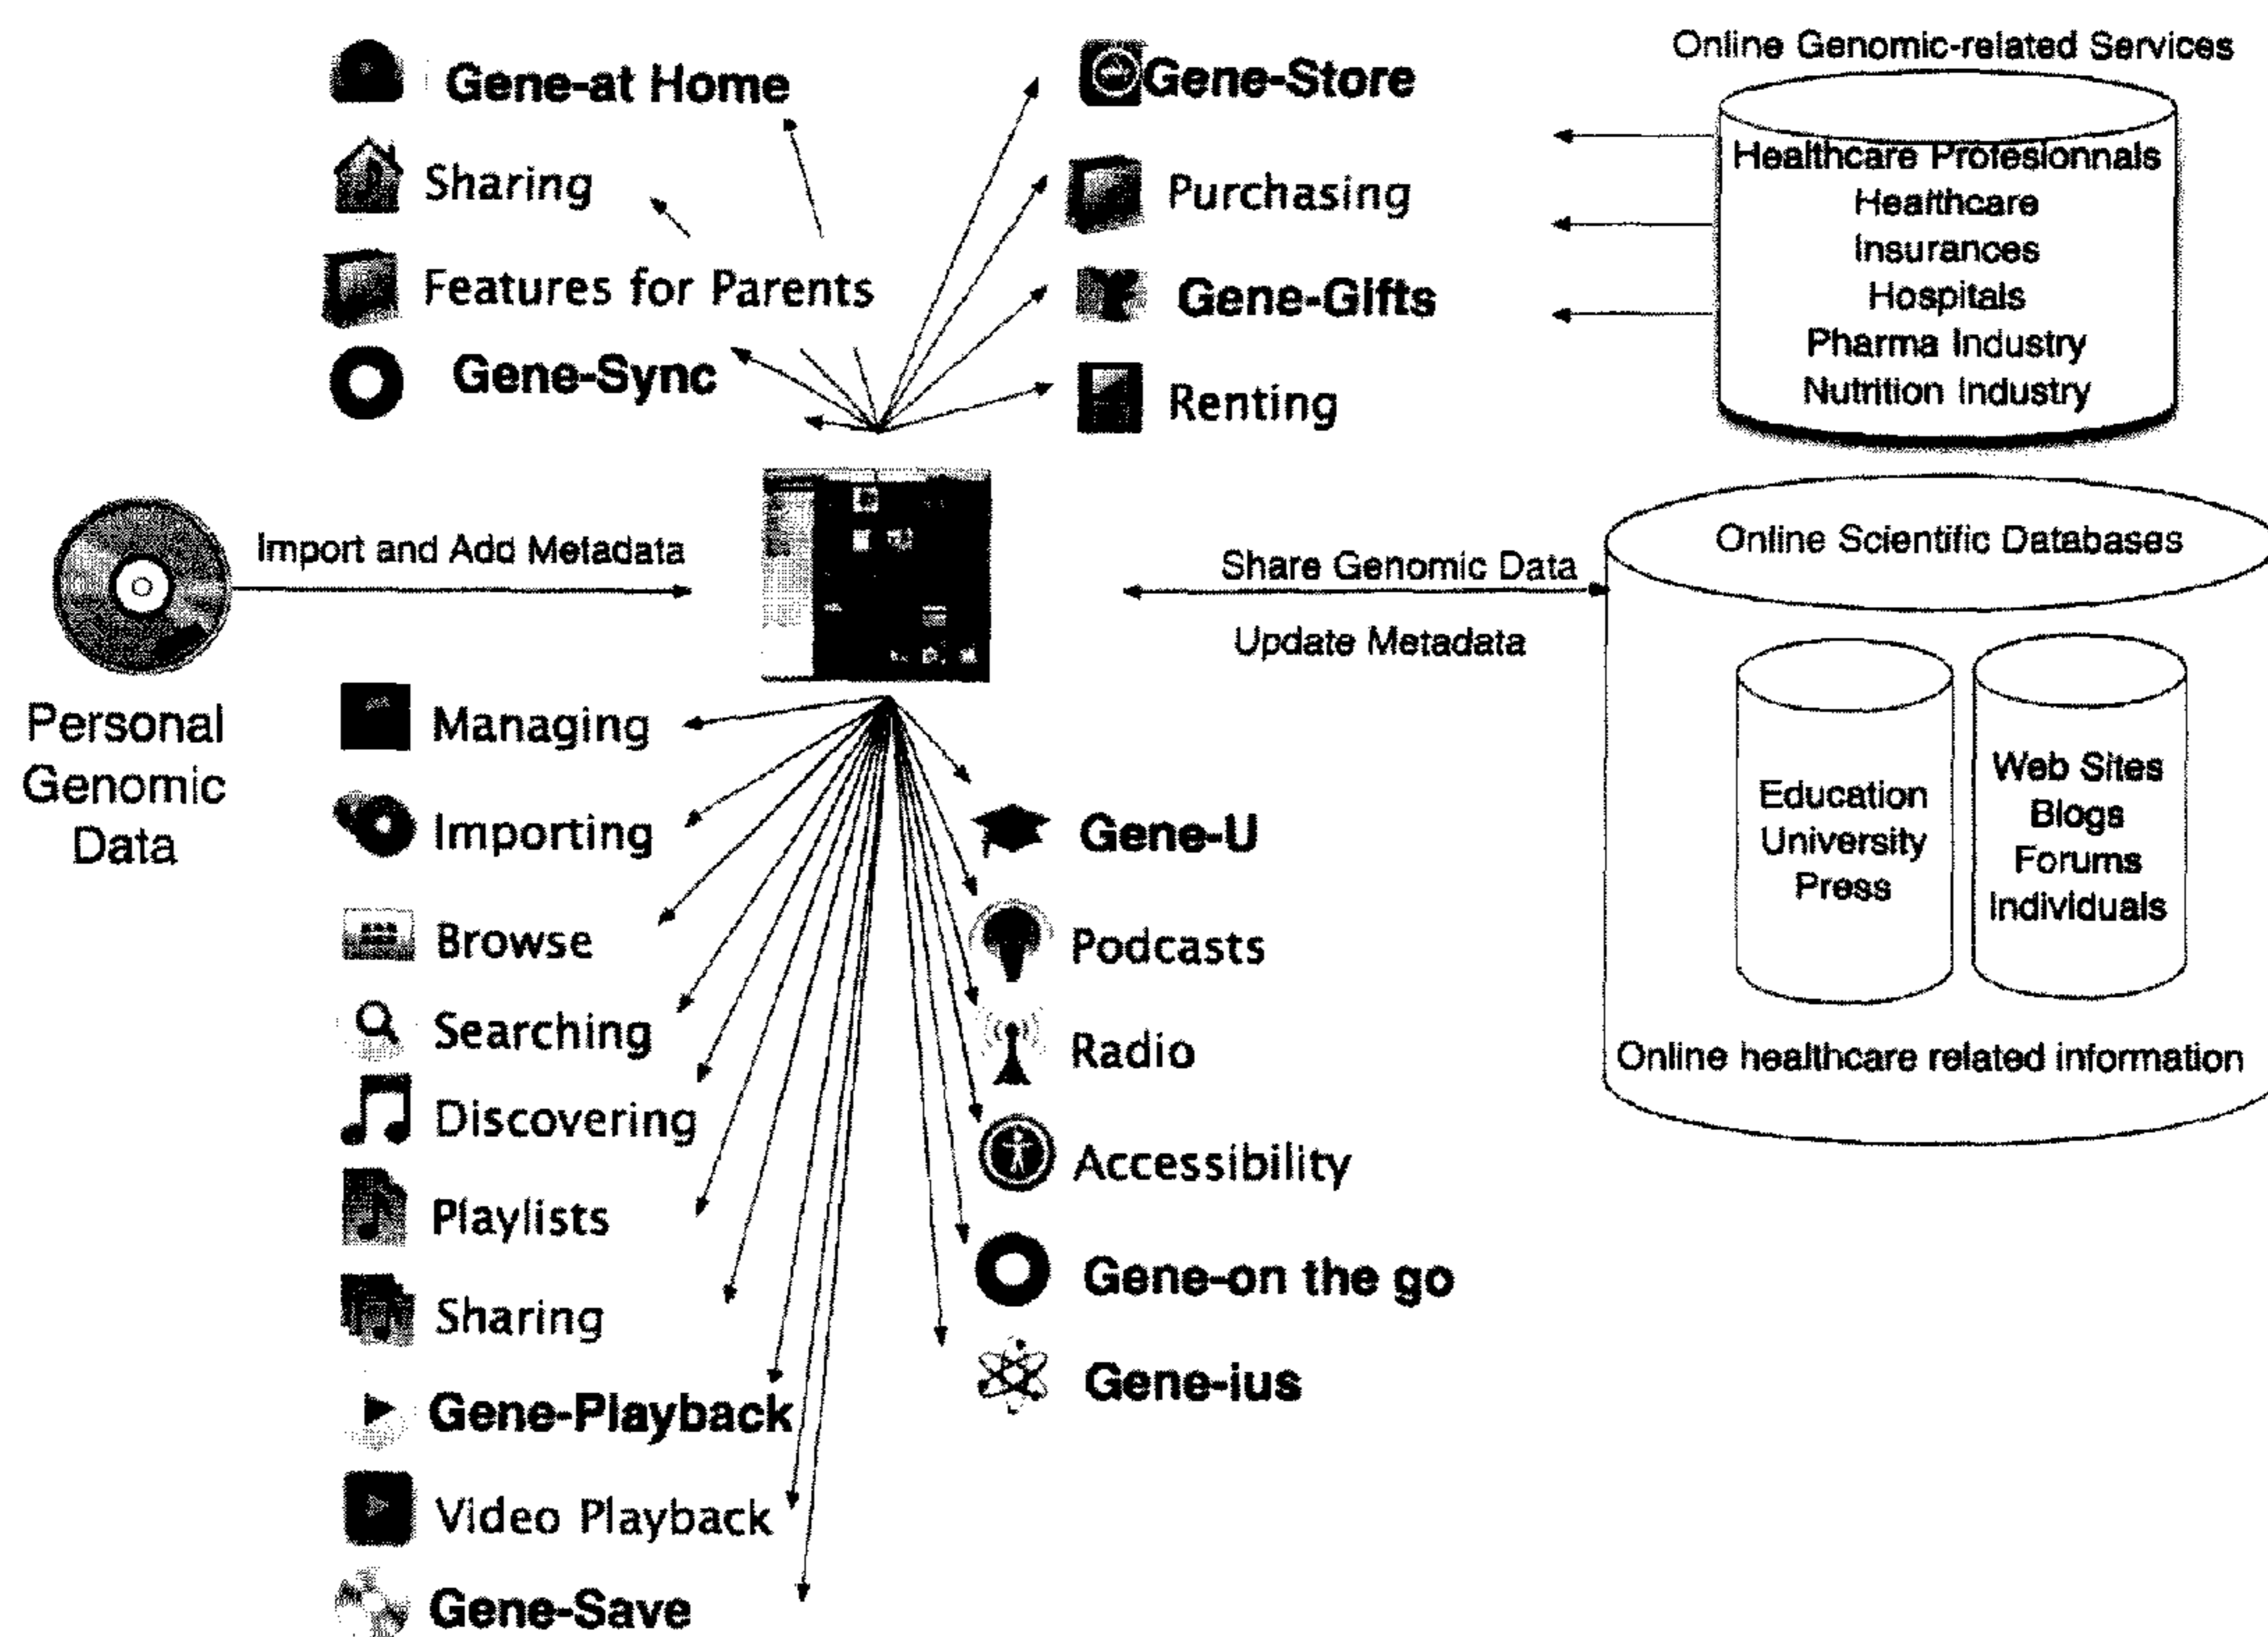 Gene-at Home
Sharing
Features for Parents
Gene-Sync
Gene-Store
Purchasing
Gene-Gifts
Renting
Online Genomic-related Services
Healthcare Profesionnals
Healthcare
Insurances
Hospitals
Pharma Industry
Nutrition Industry
Import and Add Metadata
Personal
Genomic
Data
Share Genomic Data
Update Metadata
Online Scientific Databases
Education
University
Press
Web Sites
Blogs
Forums
Individuals
Online healthcare related information
Managing
Importing
Browse
Searching
Discovering
Playlists
Sharing
Gene-Playback
Video Playback
Gene-Save
Gene-U
Podcasts
Radio
Accessibility
Gene-on the go
Gene-ius